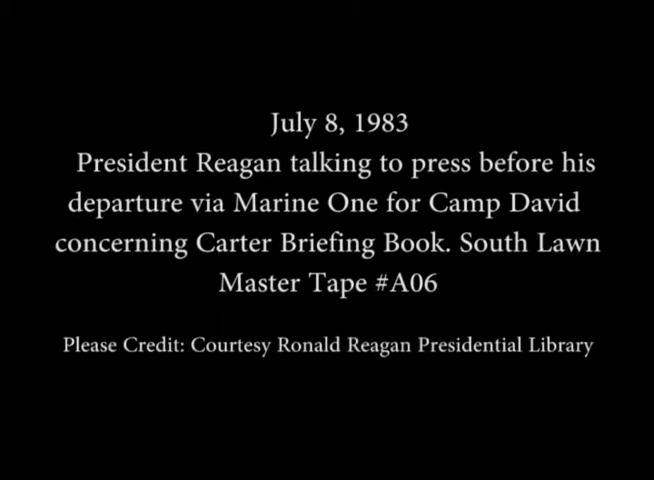 July 8, 1983
President Reagan talking to press before his
departure via Marine One for Camp David
concerning Carter Briefing Book. South Lawn
Master Tape #A06
Please Credit: Courtesy Ronald Reagan Presidential Library